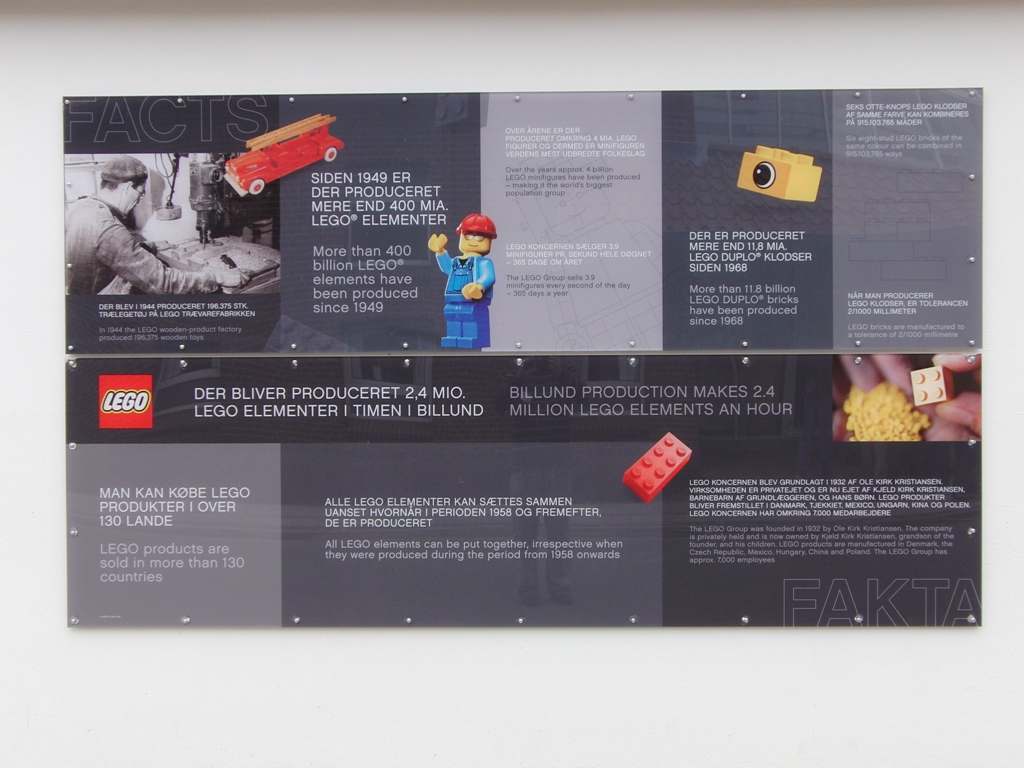 FACTS
DER BLEV I 1944 PRODUCERET 196.375 STK.
TRÆLEGETØJ PÅ LEGO TRÆVAREFABRIKKEN
In 1944 the LEGO wooden-product factory
produced 196,375 wooden toys
SIDEN 1949 ER
DER PRODUCERET
MERE END 400 MIA.
LEGO® ELEMENTER
More than 400
billion LEGO®
elements have
been produced
since 1949
OVER ÅRENE ER DER
PRODUCERET OMKRING 4 MIA. LEGO
FIGURER OG DERMED ER MINIFIGUREN
VERDENS MEST UDBREDTE FOLKESLAG
Over the years approx. 4 billion
LEGO minifigures have been produced
– making it the world's biggest
population group
LEGO KONCERNEN SÆLGER 3,9
MINIFIGURER PR. SEKUND HELE DØGNET
– 365 DAGE OM ÅRET
The LEGO Group sells 3.9
minifigures every second of the day
– 365 days a year
DER ER PRODUCERET
MERE END 11,8 MIA.
LEGO DUPLO® KLODSER
SIDEN 1968
More than 11.8 billion
LEGO DUPLO® bricks
have been produced
since 1968
SEKS OTTE-KNOPS LEGO KLODSER
AF SAMME FARVE KAN KOMBINERES
PÅ 915.103.765 MÅDER
Six eight-stud LEGO bricks of the
same colour can be combined in
915,103,765 ways
NÅR MAN PRODUCERER
LEGO KLODSER, ER TOLERANCEN
2/1000 MILLIMETER
LEGO bricks are manufactured to
a tolerance of 2/1000 millimetre
LEGO
DER BLIVER PRODUCERET 2,4 MIO.
LEGO ELEMENTER I TIMEN I BILLUND
BILLUND PRODUCTION MAKES 2.4
MILLION LEGO ELEMENTS AN HOUR
MAN KAN KØBE LEGO
PRODUKTER I OVER
130 LANDE
LEGO products are
sold in more than 130
countries
ALLE LEGO ELEMENTER KAN SÆTTES SAMMEN
UANSET HVORNÅR I PERIODEN 1958 OG FREMEFTER,
DE ER PRODUCERET
All LEGO elements can be put together, irrespective when
they were produced during the period from 1958 onwards
LEGO KONCERNEN BLEV GRUNDLAGT I 1932 AF OLE KIRK KRISTIANSEN.
VIRKSOMHEDEN ER PRIVATEJET OG ER NU EJET AF KJELD KIRK KRISTIANSEN,
BARNEBARN AF GRUNDLÆGGEREN, OG HANS BØRN. LEGO PRODUKTER
BLIVER FREMSTILLET I DANMARK, TJEKKIET, MEXICO, UNGARN, KINA OG POLEN.
LEGO KONCERNEN HAR OMKRING 7.000 MEDARBEJDERE
The LEGO Group was founded in 1932 by Ole Kirk Kristiansen. The company
is privately held and is now owned by Kjeld Kirk Kristiansen, grandson of the
founder, and his children. LEGO products are manufactured in Denmark, the
Czech Republic, Mexico, Hungary, China and Poland. The LEGO Group has
approx. 7,000 employees
FAKTA